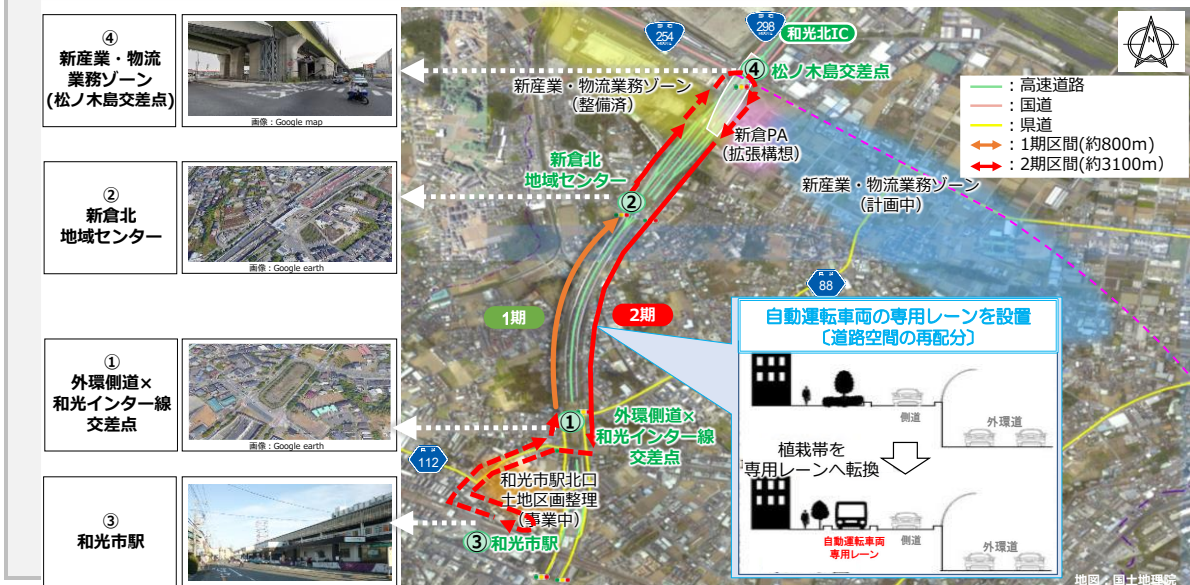 ④
新産業・物流
業務ゾーン
(松ノ木島交差点)
画像：Google map
②
新倉北
地域センター
画像：Google earth
①
外環側道×
和光インター線
交差点
画像：Google earth
③
和光市駅
254
298
和光北IC
④ 松ノ木島交差点
新産業・物流業務ゾーン
（整備済）
新倉PA
（拡張構想）
新倉北
地域センター
②
新産業・物流業務ゾーン
（計画中）
88
1期
2期
① 外環側道×
和光インター線
交差点
112
和光市駅北口
土地区画整理
（事業中）
③ 和光市駅
N
：高速道路
：国道
：県道
：1期区間(約800m)
：2期区間(約3100m)
自動運転車両の専用レーンを設置
〔道路空間の再配分〕
側道
外環道
植栽帯を
専用レーンへ転換
自動運転車両
専用レーン
側道
外環道
地図：国土地理院